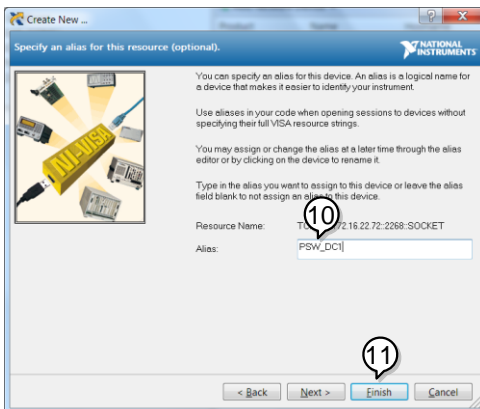 Create New ...
Specify an alias for this resource (optional).
NATIONAL
INSTRUMENTS
You can specify an alias for this device. An alias is a logical name for
a device that makes it easier to identify your instrument.
Use aliases in your code when opening sessions to devices without
specifying their full VISA resource strings.
You may assign or change the alias at a later time through the alias
editor or by clicking on the device to rename it.
Type in the alias you want to assign to this device or leave the alias
field blank to not assign an alias to this device.
NI-VISA
10
Resource Name: 72.16.22.72::2268::SOCKET
Alias: PSW_DC1
11
< Back Next > Finish Cancel